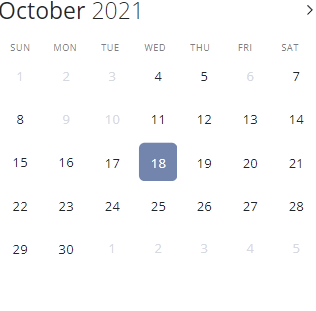 October 2021
SUN MON TUE WED THU FRI SAT
1 2 3 4 5 6 7
8 9 10 11 12 13 14
15 16 17 18 19 20 21
22 23 24 25 26 27 28
29 30 1 2 3 4 5